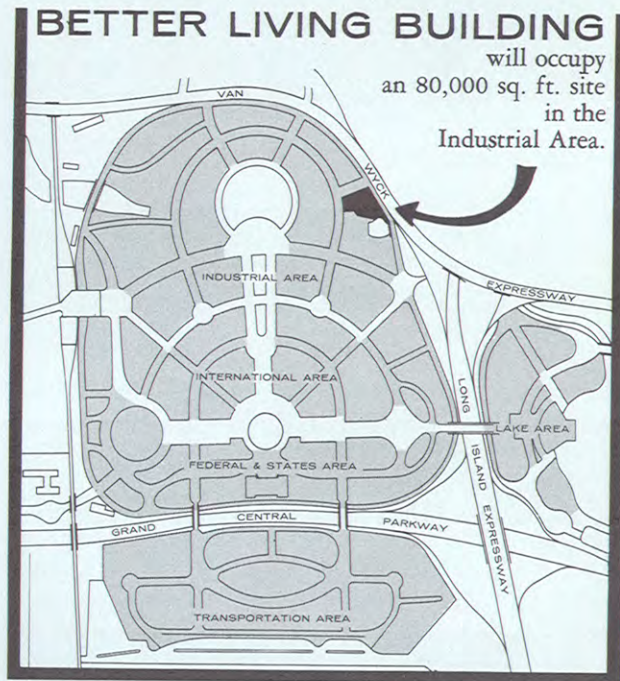 BETTER LIVING BUILDING
will occupy
an 80,000 sq. ft. site
in the
Industrial Area.
VAN
WYCK
EXPRESSWAY
INDUSTRIAL AREA
INTERNATIONAL AREA
LONG
ISLAND
EXPRESSWAY
LAKE AREA
FEDERAL & STATES AREA
GRAND
CENTRAL
PARKWAY
TRANSPORTATION AREA